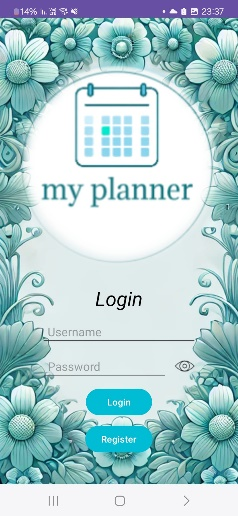 14% 23:37
my planner
Login
Username
Password
Login
Register